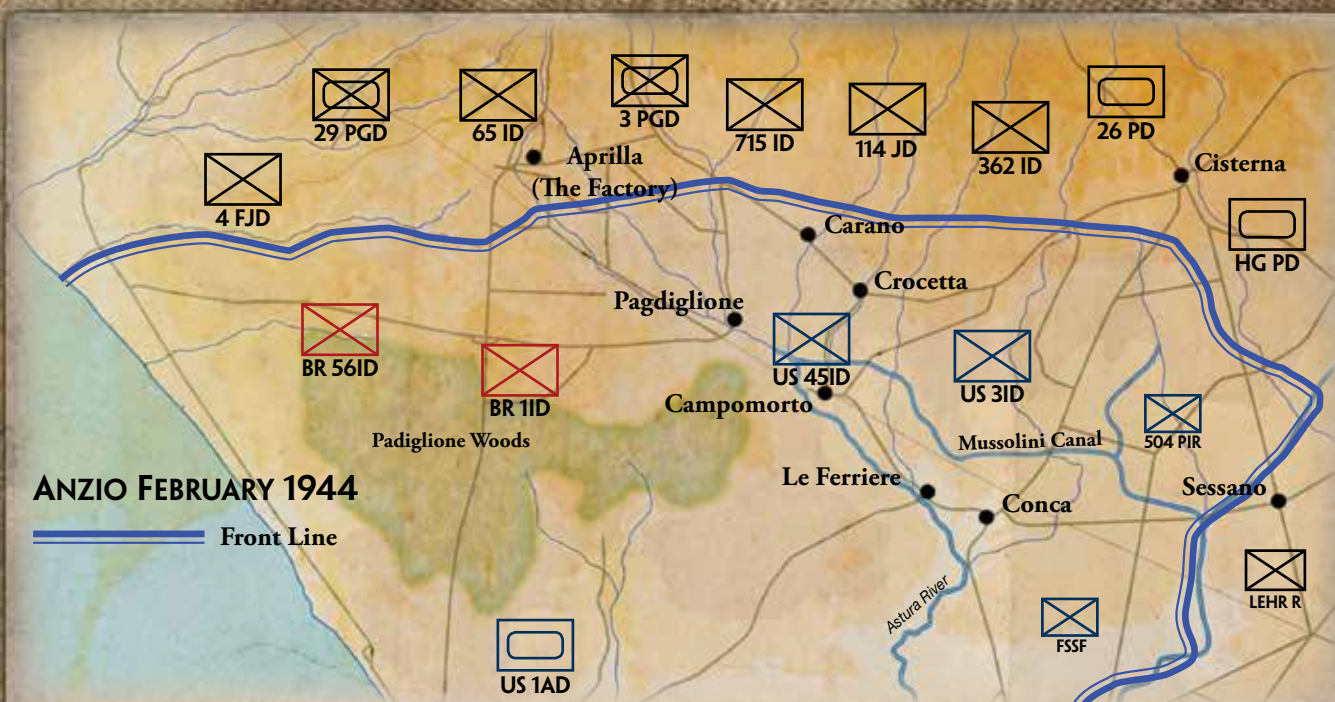 29 PGD
65 ID
3 PGD
715 ID
114 JD
362 ID
26 PD
Aprilla
(The Factory)
Cisterna
4 FJD
Carano
HG PD
Crocetta
Pagdiglione
BR 56ID
BR 1ID
US 45ID
US 3ID
Campomorto
504 PIR
Padiglione Woods
Mussolini Canal
Le Ferriere
Sessano
Conca
ANZIO FEBRUARY 1944
Front Line
Astura River
LEHR R
FSSF
US 1AD